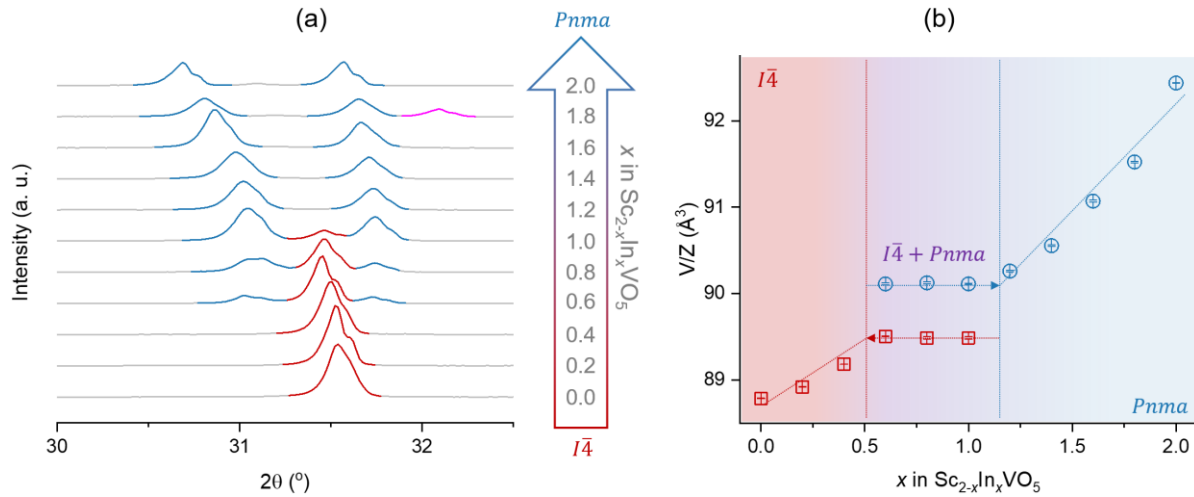 (a)
Pnma
2.0
1.8
1.6
1.4
1.2
1.0
0.8
0.6
0.4
0.2
0.0
x in Sc₂₋ₓInₓVO₅
I4̅
Intensity (a. u.)
30
31
32
2θ (°)
(b)
I4̅
I4̅ + Pnma
Pnma
V/Z (Å³)
92
91
90
89
0.0
0.5
1.0
1.5
2.0
x in Sc₂₋ₓInₓVO₅